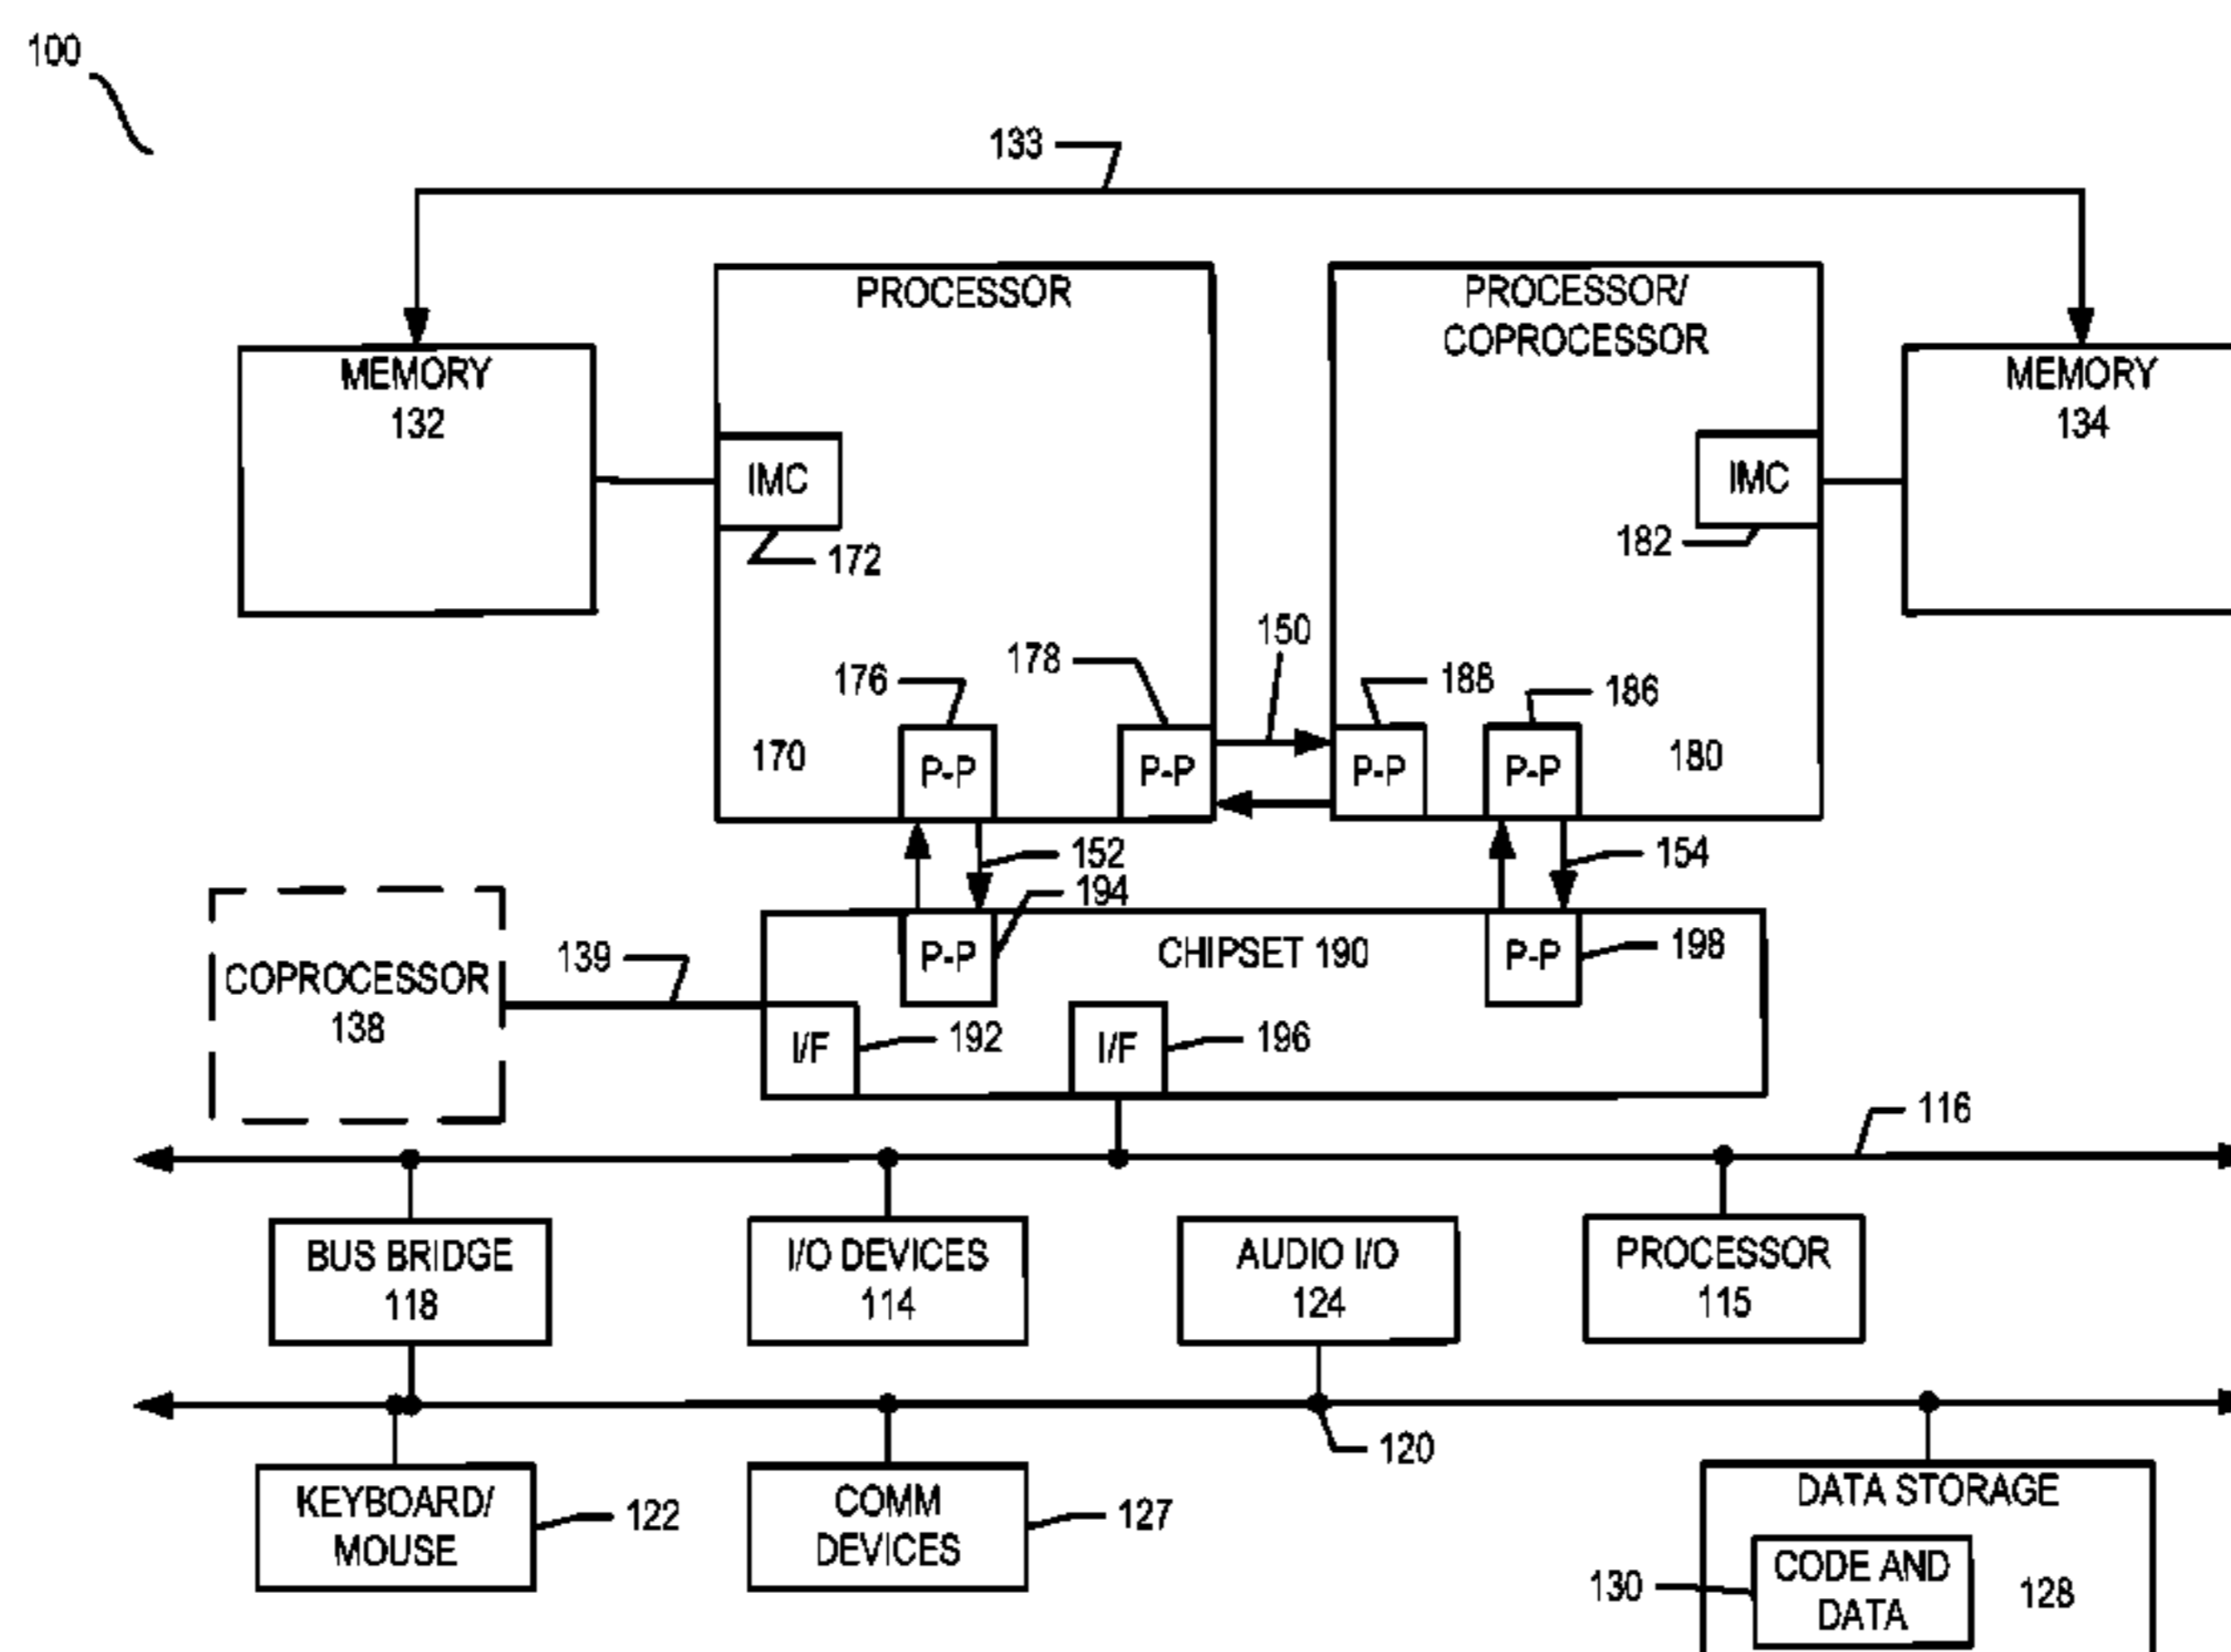 100
133
PROCESSOR
PROCESSOR/
COPROCESSOR
MEMORY
132
MEMORY
134
IMC
172
IMC
182
150
176
178
188
186
170
P-P
P-P
P-P
P-P
180
152
194
154
COPROCESSOR
138
139
P-P
CHIPSET 190
P-P
198
I/F
192
I/F
196
116
BUS BRIDGE
118
I/O DEVICES
114
AUDIO I/O
124
PROCESSOR
115
120
KEYBOARD/
MOUSE
122
COMM
DEVICES
127
DATA STORAGE
130
CODE AND
DATA
128